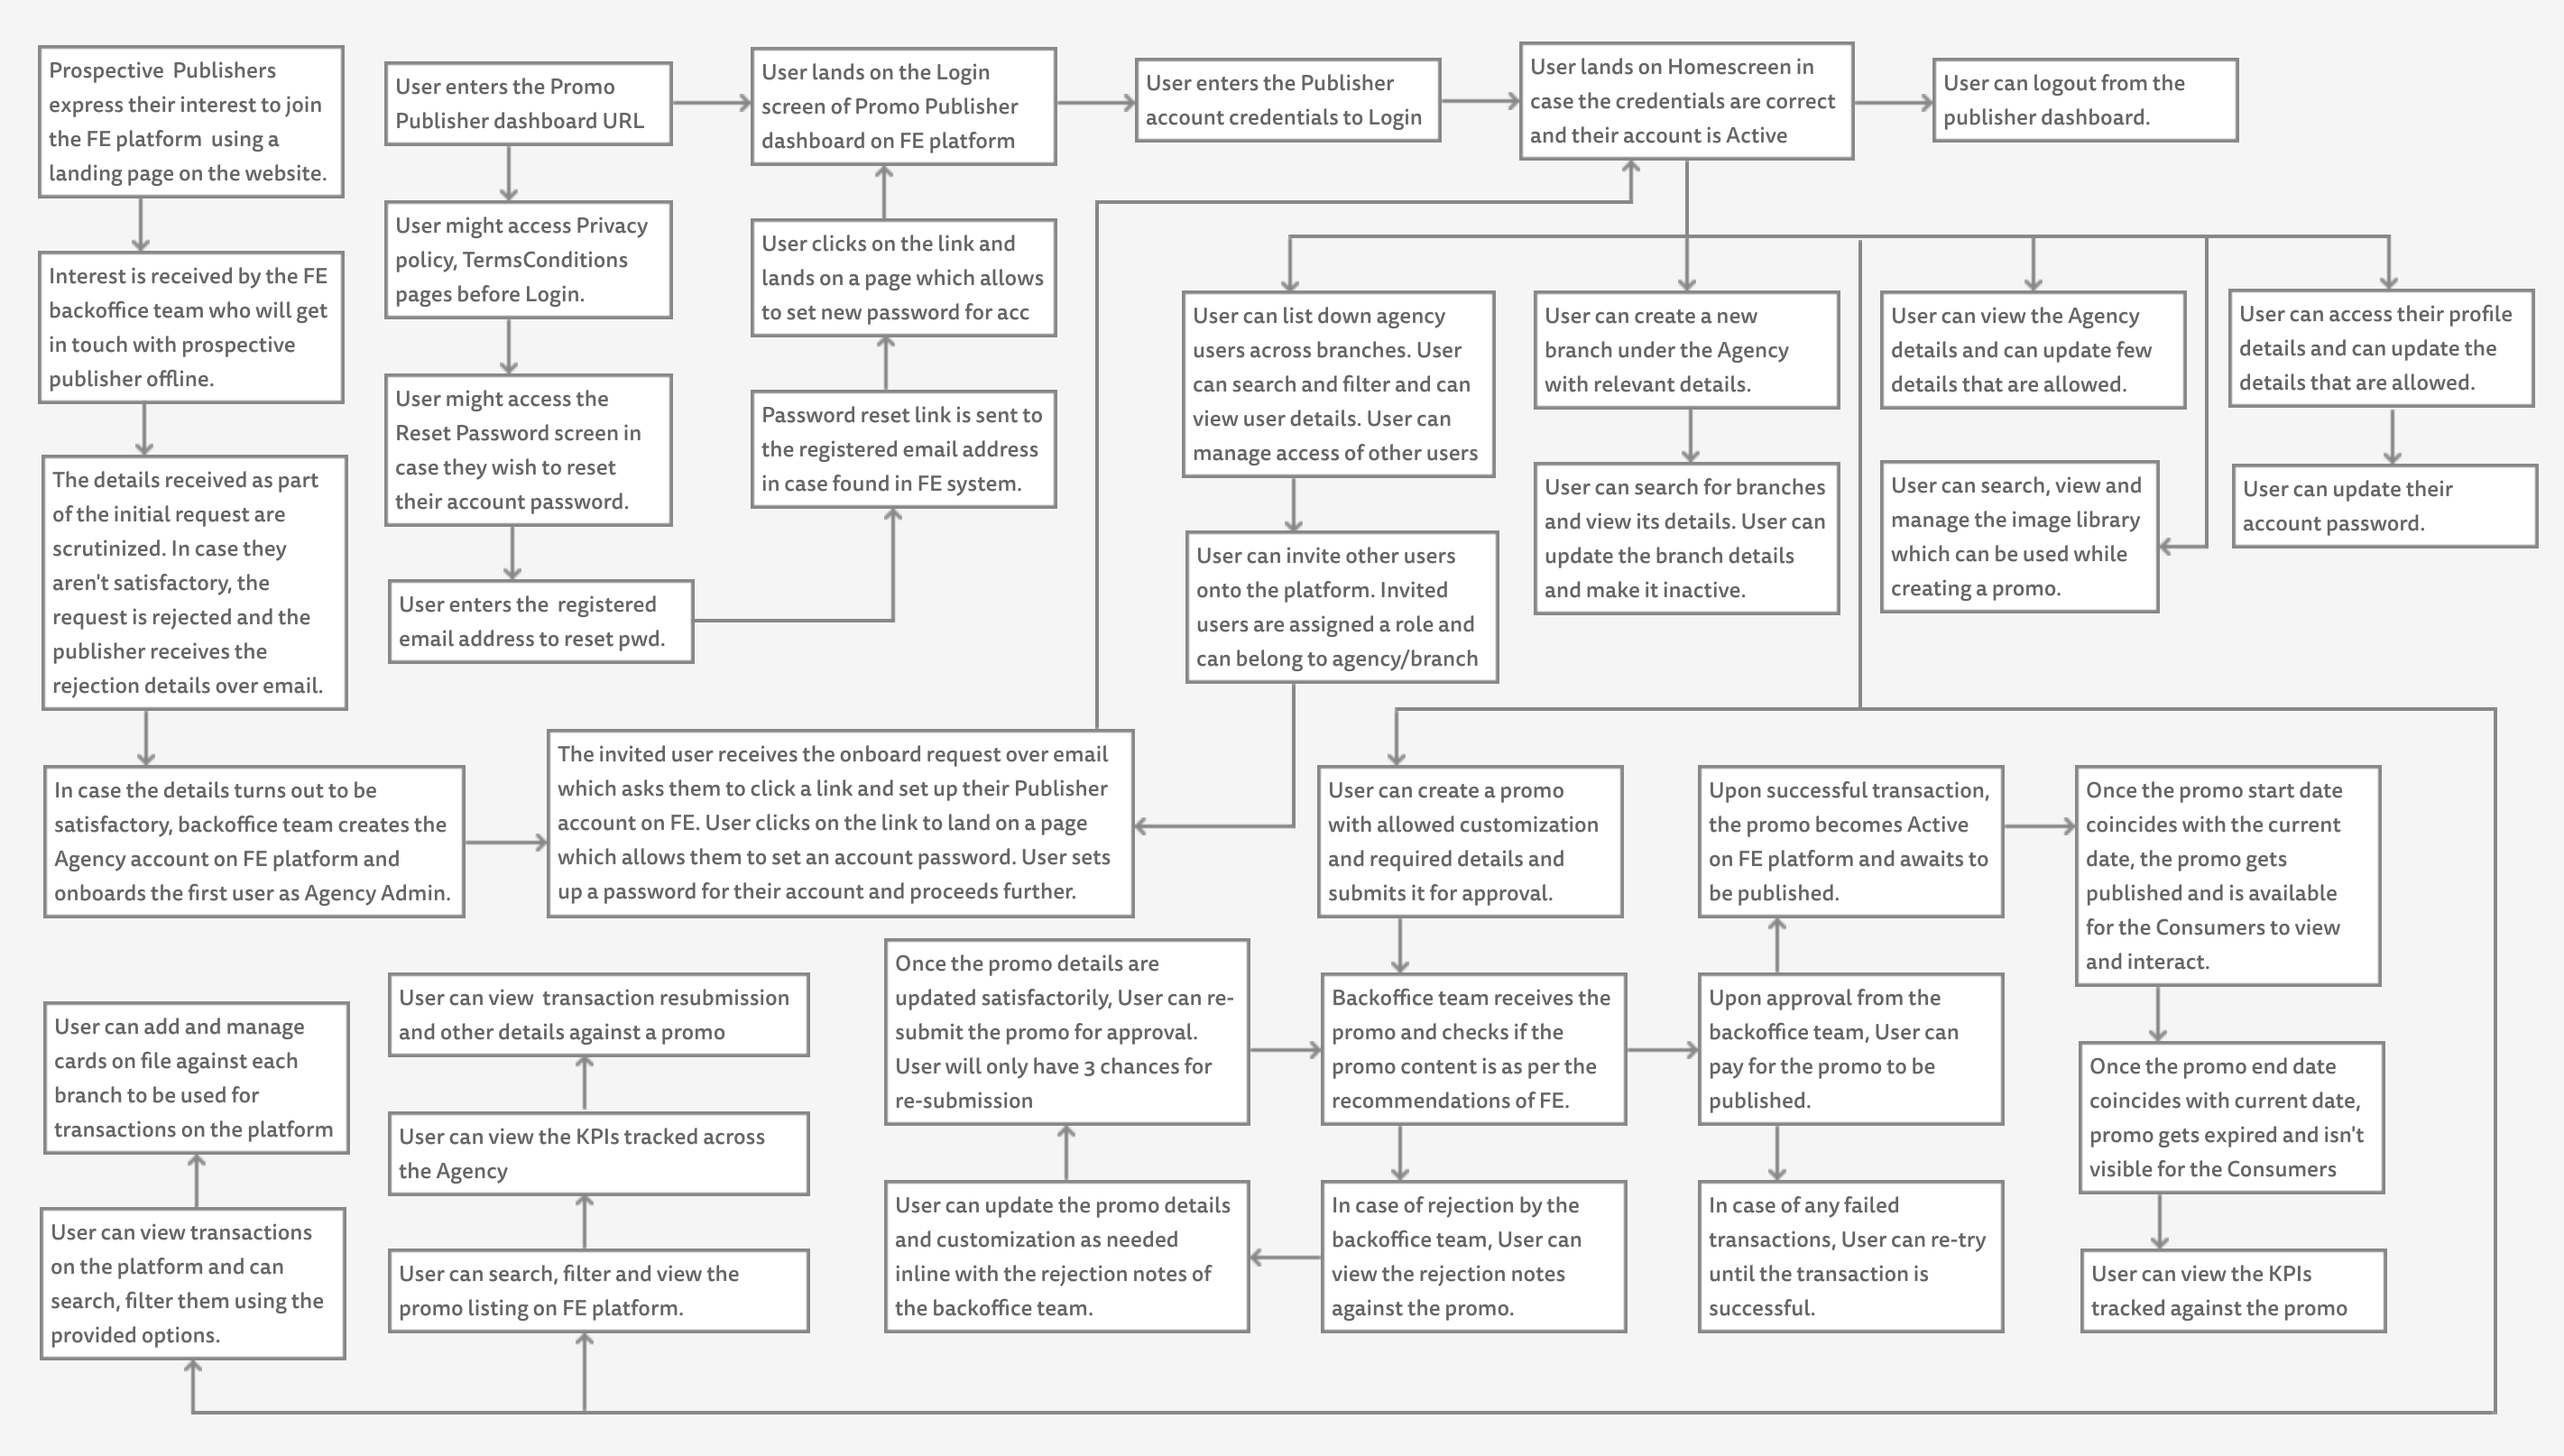 Prospective Publishers
express their interest to join
the FE platform using a
landing page on the website.
User enters the Promo
Publisher dashboard URL
User lands on the Login
screen of Promo Publisher
dashboard on FE platform
User enters the Publisher
account credentials to Login
User lands on Homescreen in
case the credentials are correct
and their account is Active
User can logout from the
publisher dashboard.
Interest is received by the FE
backoffice team who will get
in touch with prospective
publisher offline.
User might access Privacy
policy, TermsConditions
pages before Login.
User clicks on the link and
lands on a page which allows
to set new password for acc
User can list down agency
users across branches. User
can search and filter and can
view user details. User can
manage access of other users
User can create a new
branch under the Agency
with relevant details.
User can view the Agency
details and can update few
details that are allowed.
User can access their profile
details and can update the
details that are allowed.
The details received as part
of the initial request are
scrutinized. In case they
aren't satisfactory, the
request is rejected and the
publisher receives the
rejection details over email.
User might access the
Reset Password screen in
case they wish to reset
their account password.
Password reset link is sent to
the registered email address
in case found in FE system.
User can search for branches
and view its details. User can
update the branch details
and make it inactive.
User can search, view and
manage the image library
which can be used while
creating a promo.
User can update their
account password.
User enters the registered
email address to reset pwd.
User can invite other users
onto the platform. Invited
users are assigned a role and
can belong to agency/branch
In case the details turns out to be
satisfactory, backoffice team creates the
Agency account on FE platform and
onboards the first user as Agency Admin.
The invited user receives the onboard request over email
which asks them to click a link and set up their Publisher
account on FE. User clicks on the link to land on a page
which allows them to set an account password. User sets
up a password for their account and proceeds further.
User can create a promo
with allowed customization
and required details and
submits it for approval.
Upon successful transaction,
the promo becomes Active
on FE platform and awaits to
be published.
Once the promo start date
coincides with the current
date, the promo gets
published and is available
for the Consumers to view
and interact.
User can add and manage
cards on file against each
branch to be used for
transactions on the platform
User can view transaction resubmission
and other details against a promo
Once the promo details are
updated satisfactorily, User can re-
submit the promo for approval.
User will only have 3 chances for
re-submission
Backoffice team receives the
promo and checks if the
promo content is as per the
recommendations of FE.
Upon approval from the
backoffice team, User can
pay for the promo to be
published.
Once the promo end date
coincides with current date,
promo gets expired and isn't
visible for the Consumers
User can view the KPIs tracked across
the Agency
User can view transactions
on the platform and can
search, filter them using the
provided options.
User can search, filter and view the
promo listing on FE platform.
User can update the promo details
and customization as needed
inline with the rejection notes of
the backoffice team.
In case of rejection by the
backoffice team, User can
view the rejection notes
against the promo.
In case of any failed
transactions, User can re-try
until the transaction is
successful.
User can view the KPIs
tracked against the promo